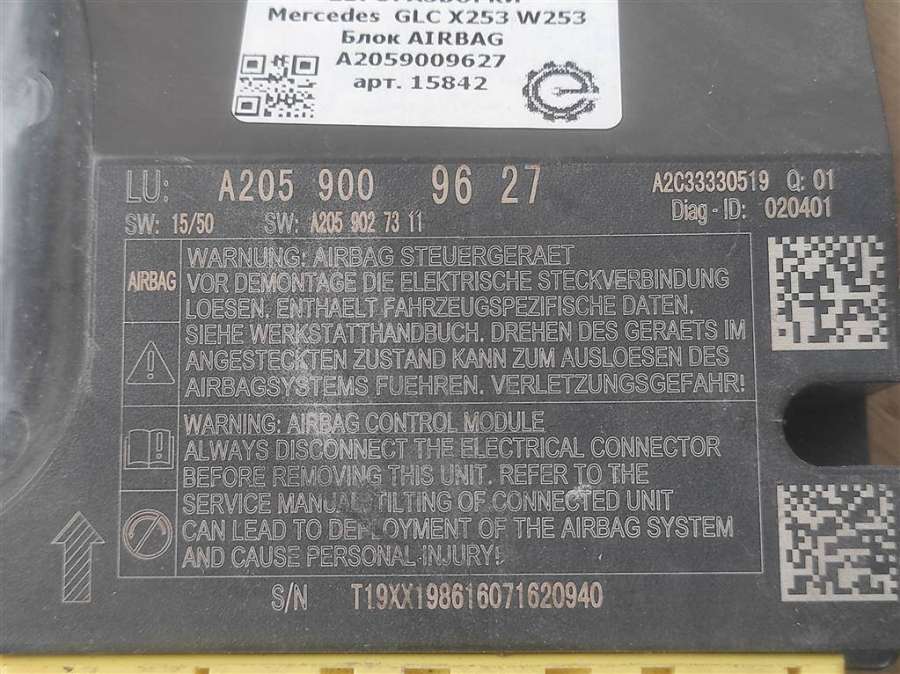 Mercedes GLC X253 W253
Блок AIRBAG
A2059009627
арт. 15842
LU: A205 900 96 27
A2C33330519 Q: 01
SW: 15/50 SW: A205 902 73 11
Diag - ID: 020401
AIRBAG
WARNUNG: AIRBAG STEUERGERAET
VOR DEMONTAGE DIE ELEKTRISCHE STECKVERBINDUNG
LOESEN. ENTHAELT FAHRZEUGSPEZIFISCHE DATEN.
SIEHE WERKSTATTHANDBUCH. DREHEN DES GERAETS IM
ANGESTECKTEN ZUSTAND KANN ZUM AUSLOESEN DES
AIRBAGSYSTEMS FUEHREN. VERLETZUNGSGEFAHR!
WARNING: AIRBAG CONTROL MODULE
ALWAYS DISCONNECT THE ELECTRICAL CONNECTOR
BEFORE REMOVING THIS UNIT. REFER TO THE
SERVICE MANUAL. TILTING OF CONNECTED UNIT
CAN LEAD TO DEPLOYMENT OF THE AIRBAG SYSTEM
AND CAUSE PERSONAL INJURY!
S/N T19XX198616071620940